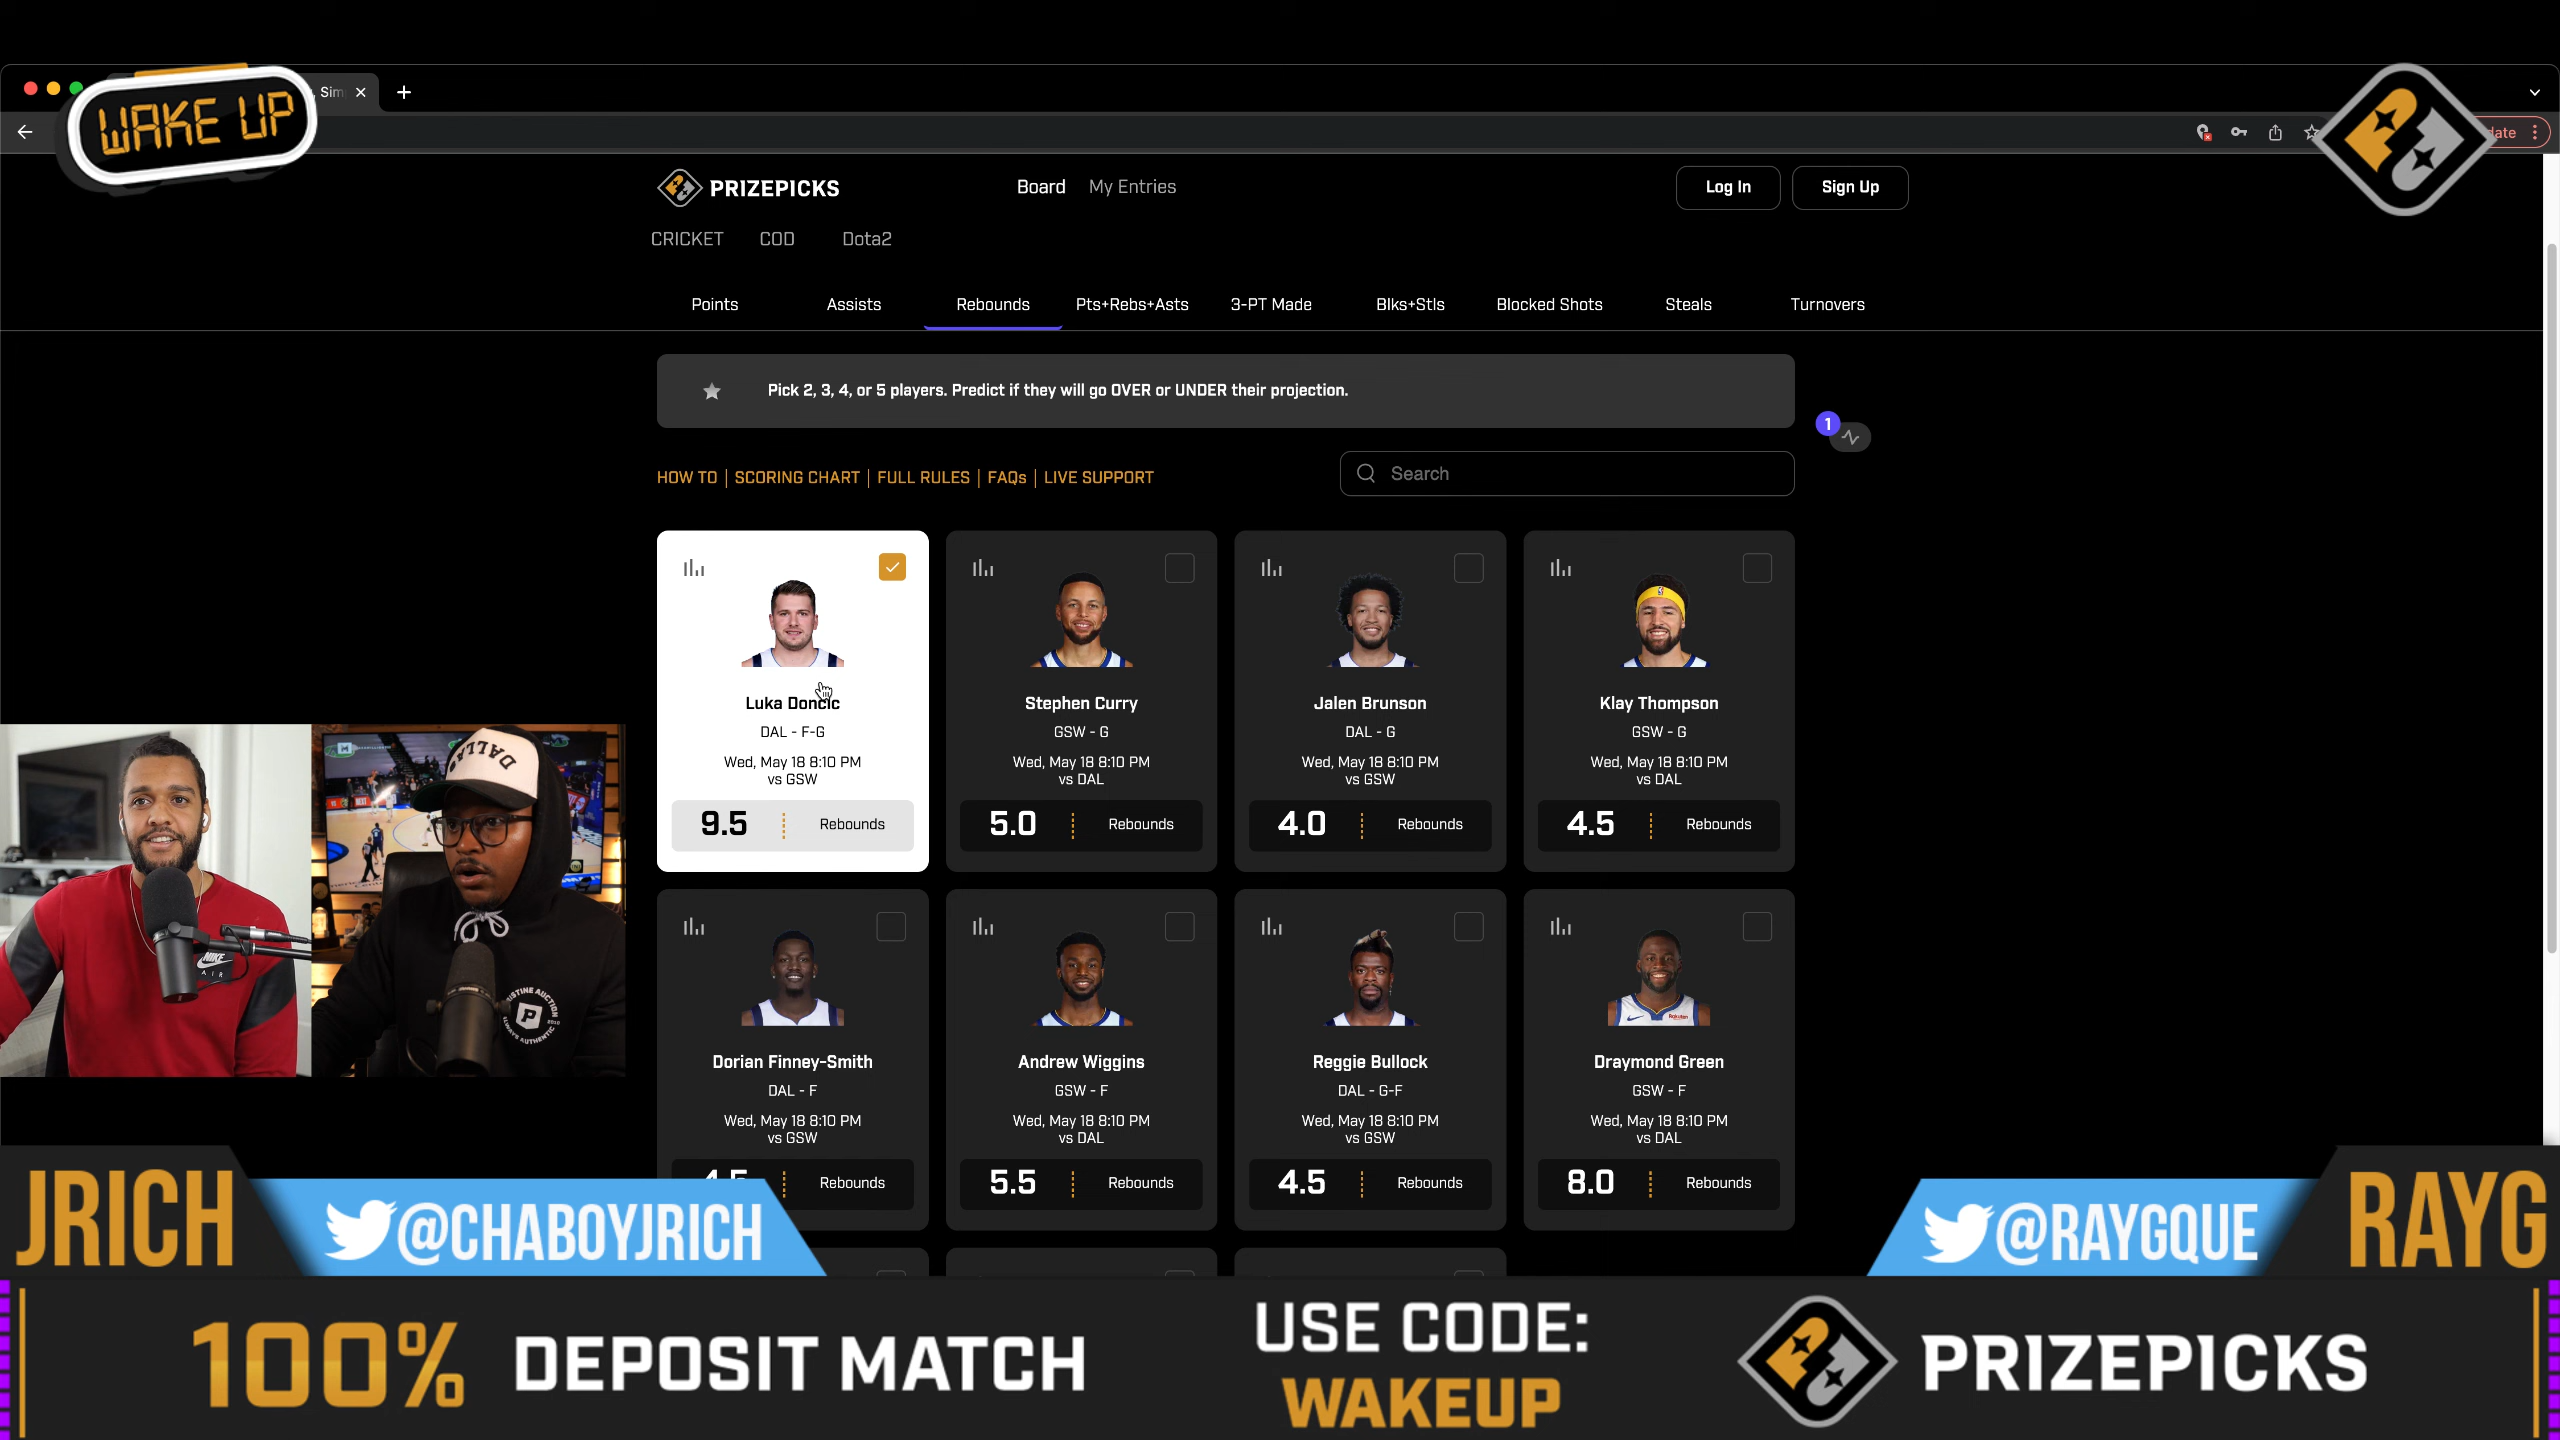 WAKE UP
, Sim
date
PRIZEPICKS
Board
My Entries
Log In
Sign Up
CRICKET
COD
Dota2
Points
Assists
Rebounds
Pts+Rebs+Asts
3-PT Made
Blks+Stls
Blocked Shots
Steals
Turnovers
Pick 2, 3, 4, or 5 players. Predict if they will go OVER or UNDER their projection.
1
HOW TO | SCORING CHART | FULL RULES | FAQs | LIVE SUPPORT
Search
Luka Doncic
DAL - F-G
Wed, May 18 8:10 PM
vs GSW
9.5 Rebounds
Stephen Curry
GSW - G
Wed, May 18 8:10 PM
vs DAL
5.0 Rebounds
Jalen Brunson
DAL - G
Wed, May 18 8:10 PM
vs GSW
4.0 Rebounds
Klay Thompson
GSW - G
Wed, May 18 8:10 PM
vs DAL
4.5 Rebounds
Dorian Finney-Smith
DAL - F
Wed, May 18 8:10 PM
vs GSW
4.5 Rebounds
Andrew Wiggins
GSW - F
Wed, May 18 8:10 PM
vs DAL
5.5 Rebounds
Reggie Bullock
DAL - G-F
Wed, May 18 8:10 PM
vs GSW
4.5 Rebounds
Draymond Green
GSW - F
Wed, May 18 8:10 PM
vs DAL
8.0 Rebounds
NIKE
AIR
P
ALWAYS AUTHENTIC
JRICH
@CHABOYJRICH
@RAYGQUE
RAYG
100% DEPOSIT MATCH
USE CODE:
WAKEUP
PRIZEPICKS